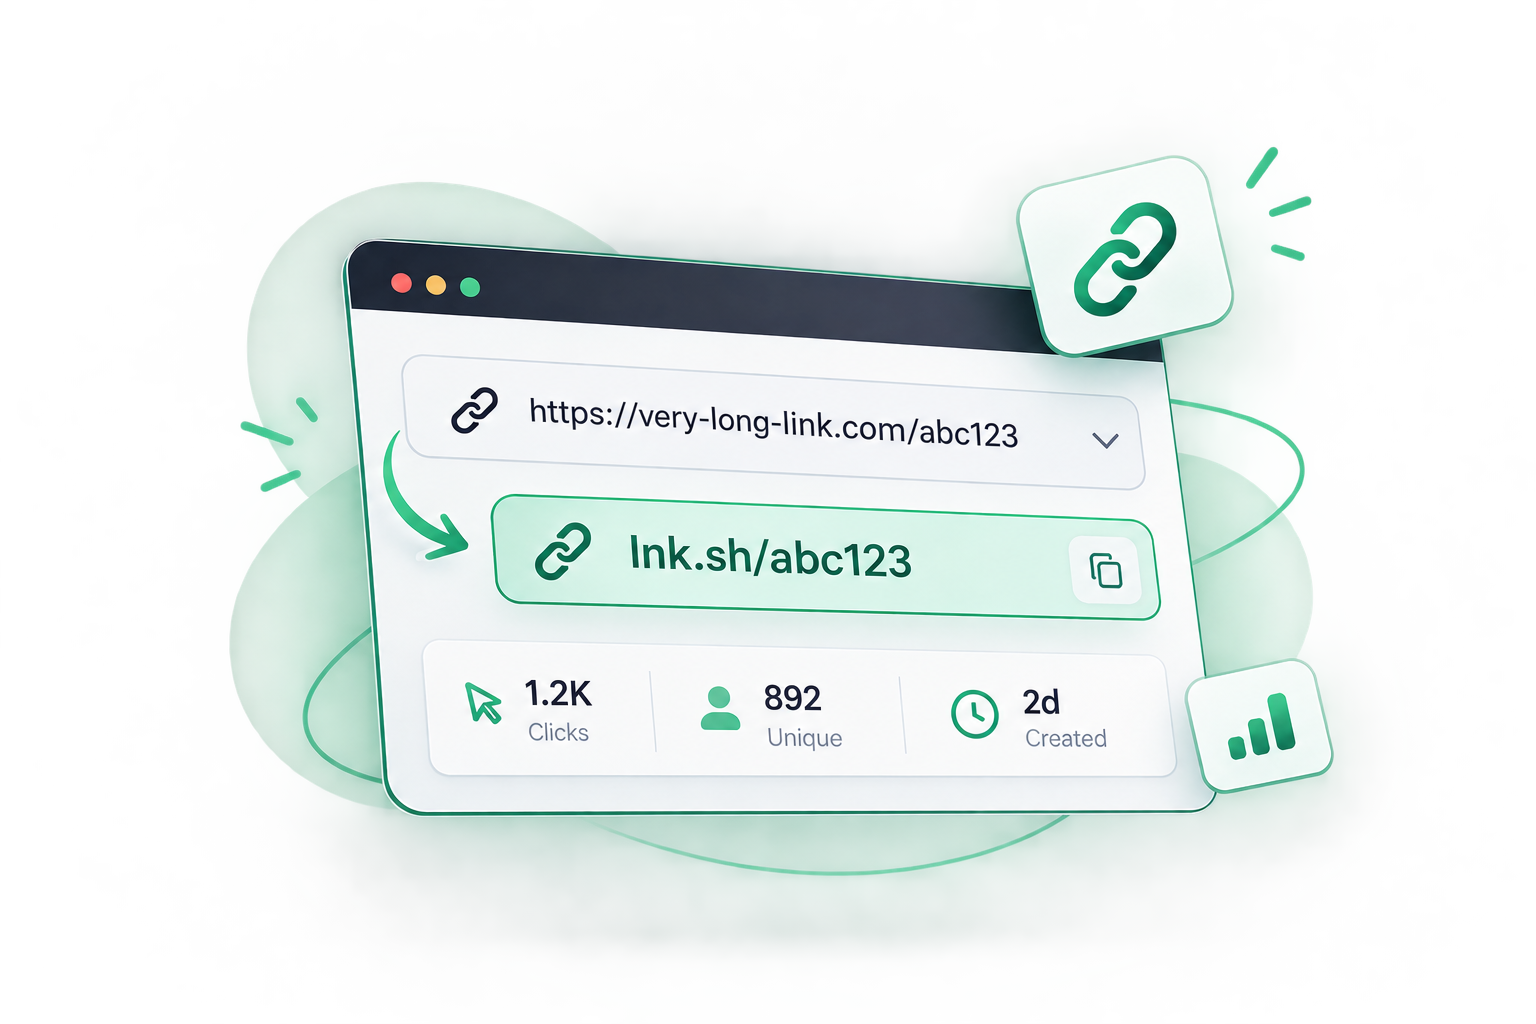 https://very-long-link.com/abc123
lnk.sh/abc123
1.2K
Clicks
892
Unique
2d
Created